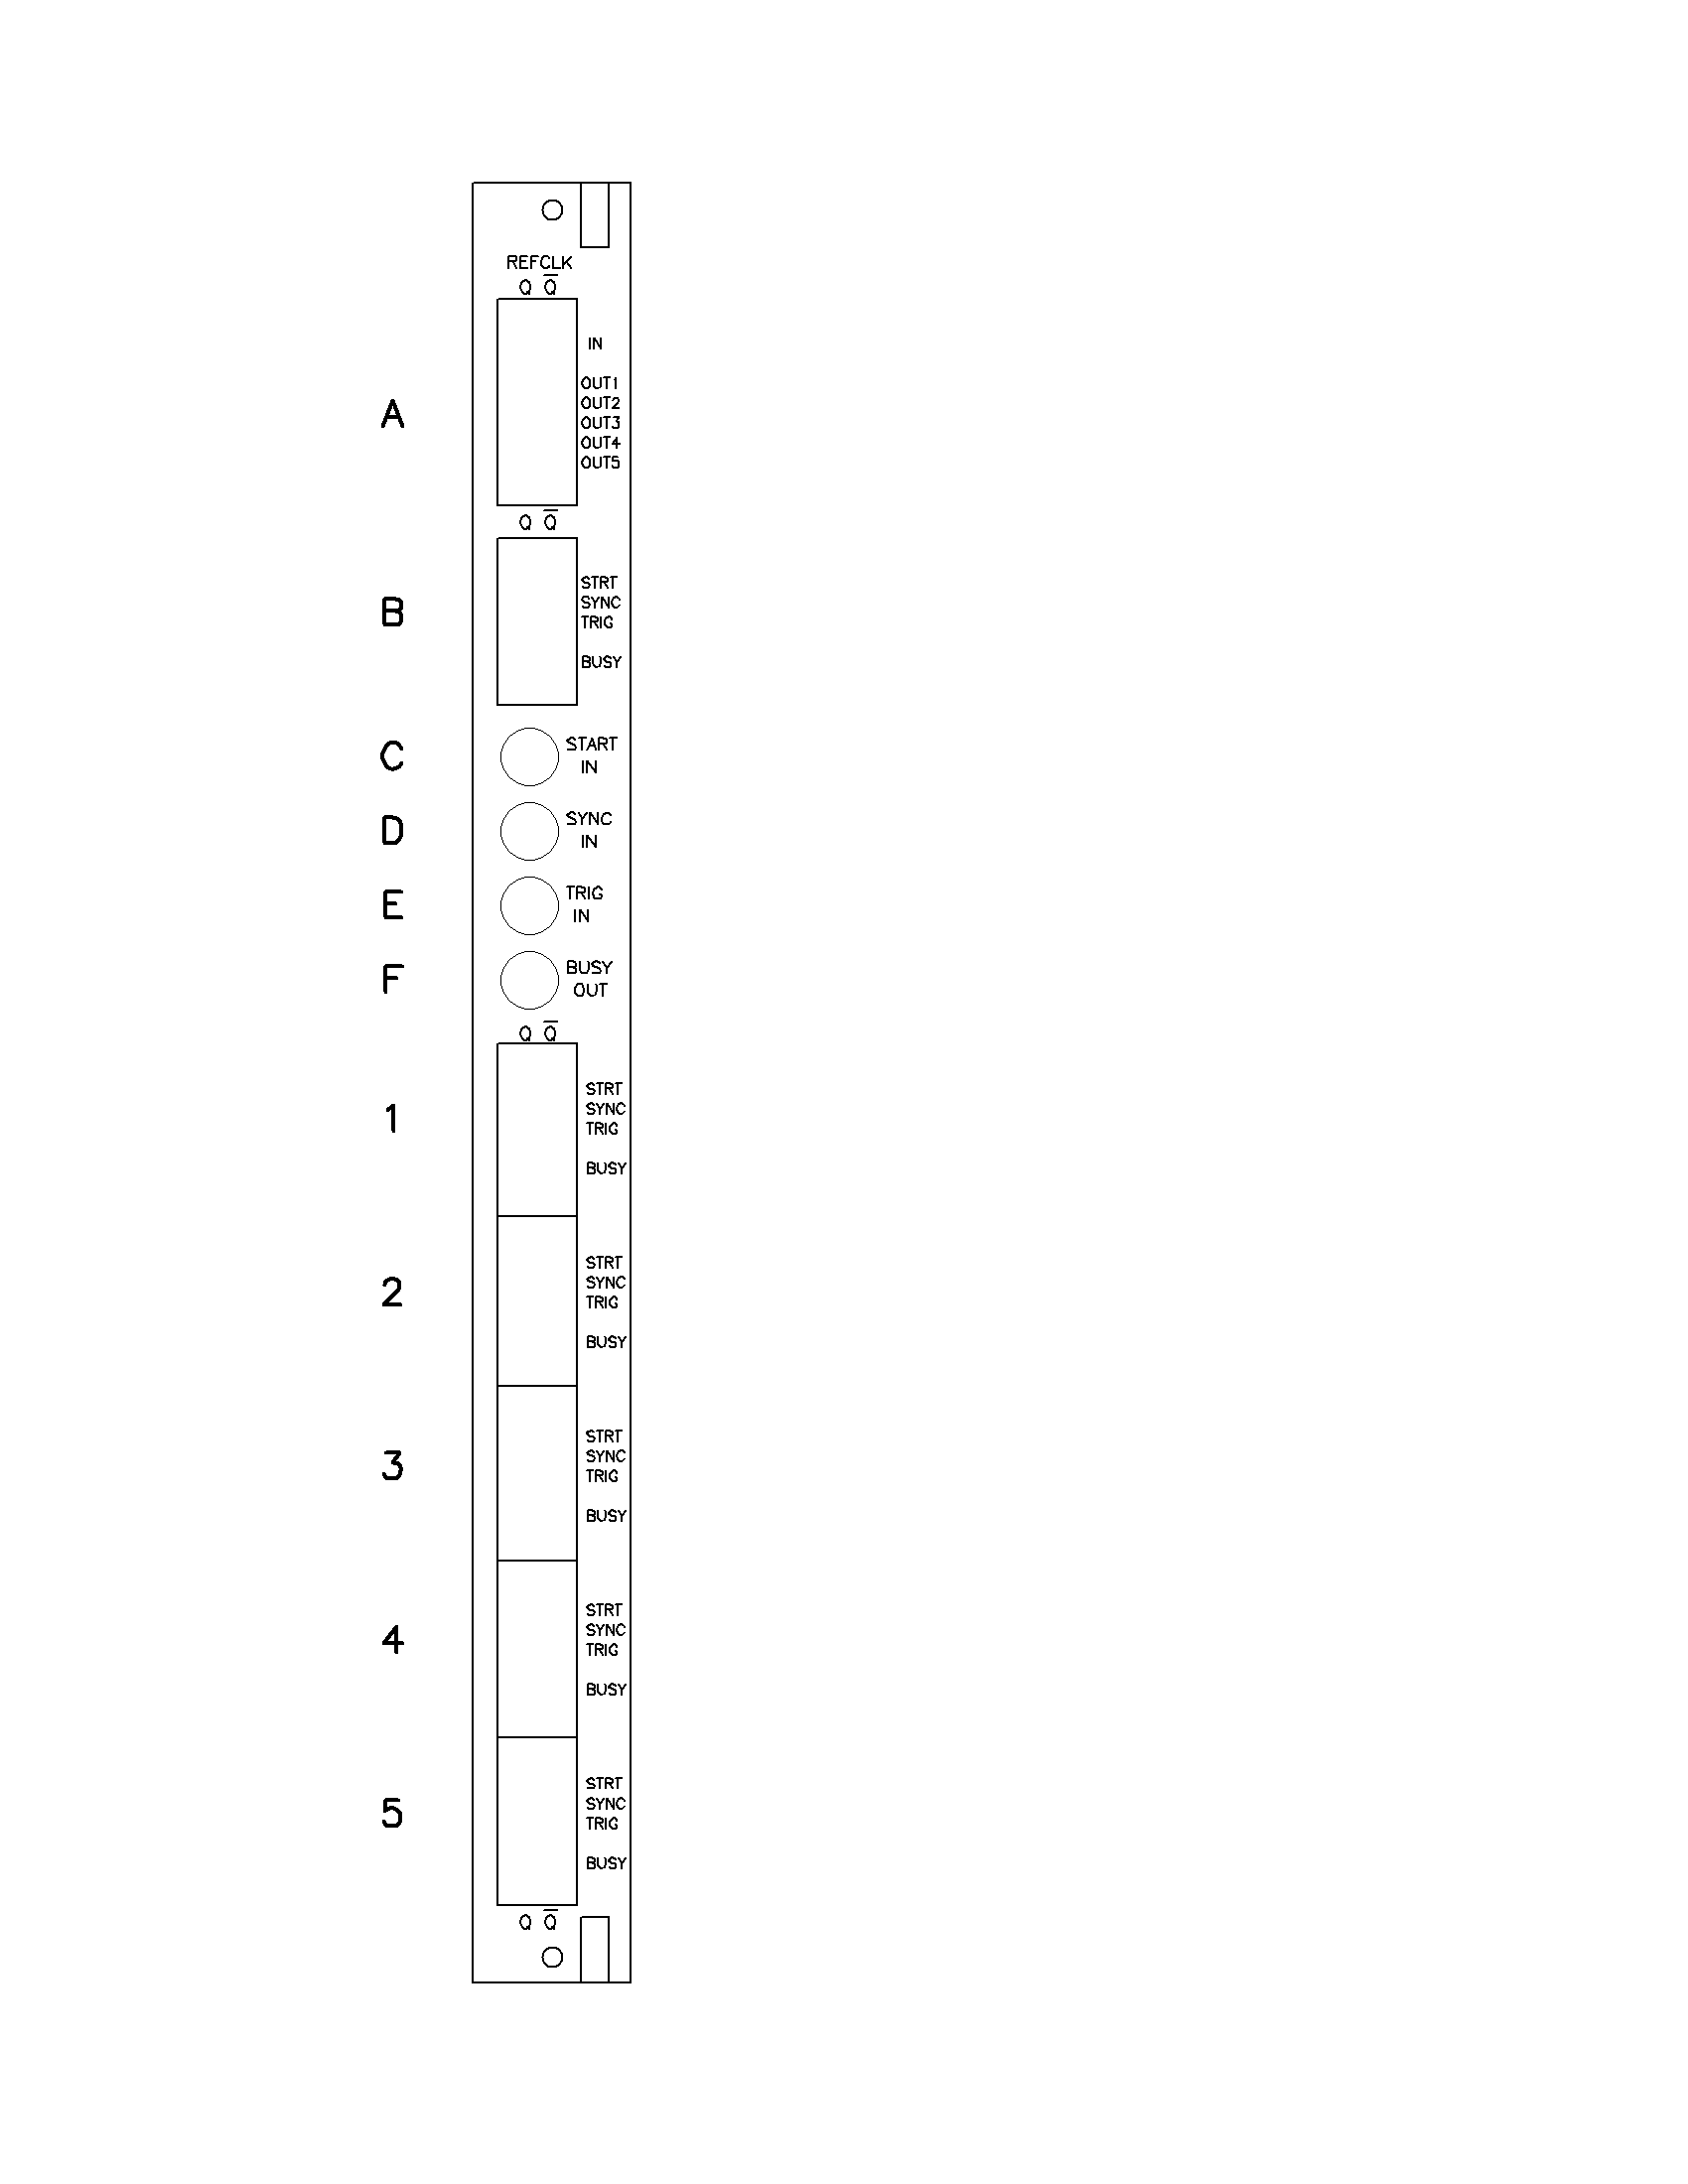 REFCLK
Q Q̅
IN
OUT1
OUT2
A
OUT3
OUT4
OUT5
Q Q̅
STRT
SYNC
B
TRIG
BUSY
START
C
IN
SYNC
D
IN
TRIG
E
IN
BUSY
F
OUT
Q Q̅
STRT
SYNC
1
TRIG
BUSY
STRT
SYNC
2
TRIG
BUSY
STRT
SYNC
3
TRIG
BUSY
STRT
SYNC
4
TRIG
BUSY
STRT
SYNC
5
TRIG
BUSY
Q Q̅